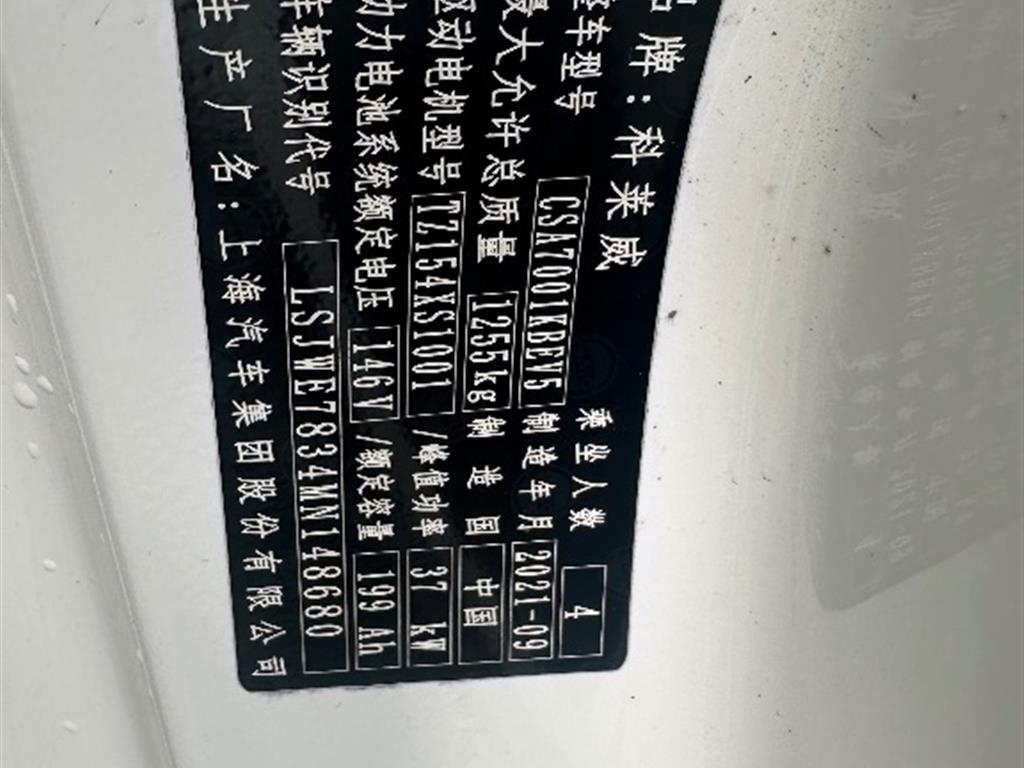 品牌:科莱威
整车型号 CSA7001KBEV5 乘坐人数 4
最大允许总质量 1255kg 制造年月 2021-09
驱动电机型号 TZ154XS1001 /峰值功率 37 kW 制造国 中国
动力电池系统额定电压 146V /额定容量 199 Ah
车辆识别代号 LSJWE7834MN148680
生产厂名:上海汽车集团股份有限公司